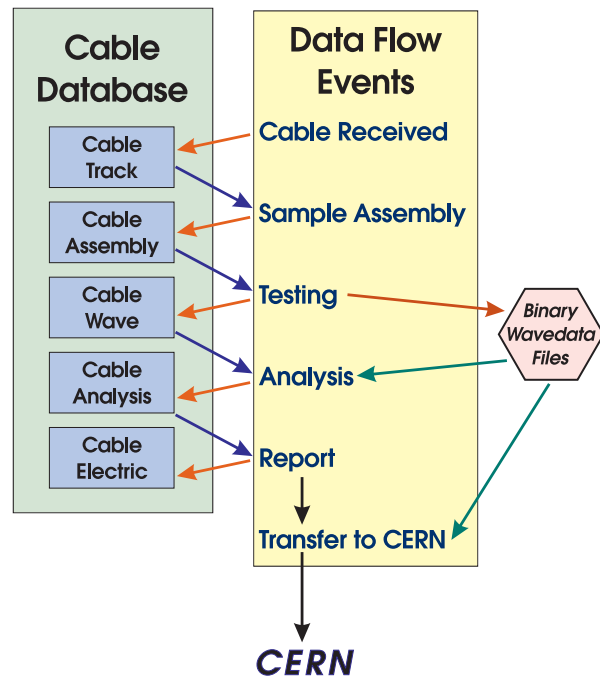 Cable
Database
Cable
Track
Cable
Assembly
Cable
Wave
Cable
Analysis
Cable
Electric
Data Flow
Events
Cable Received
Sample Assembly
Testing
Analysis
Report
Transfer to CERN
Binary
Wavedata
Files
CERN